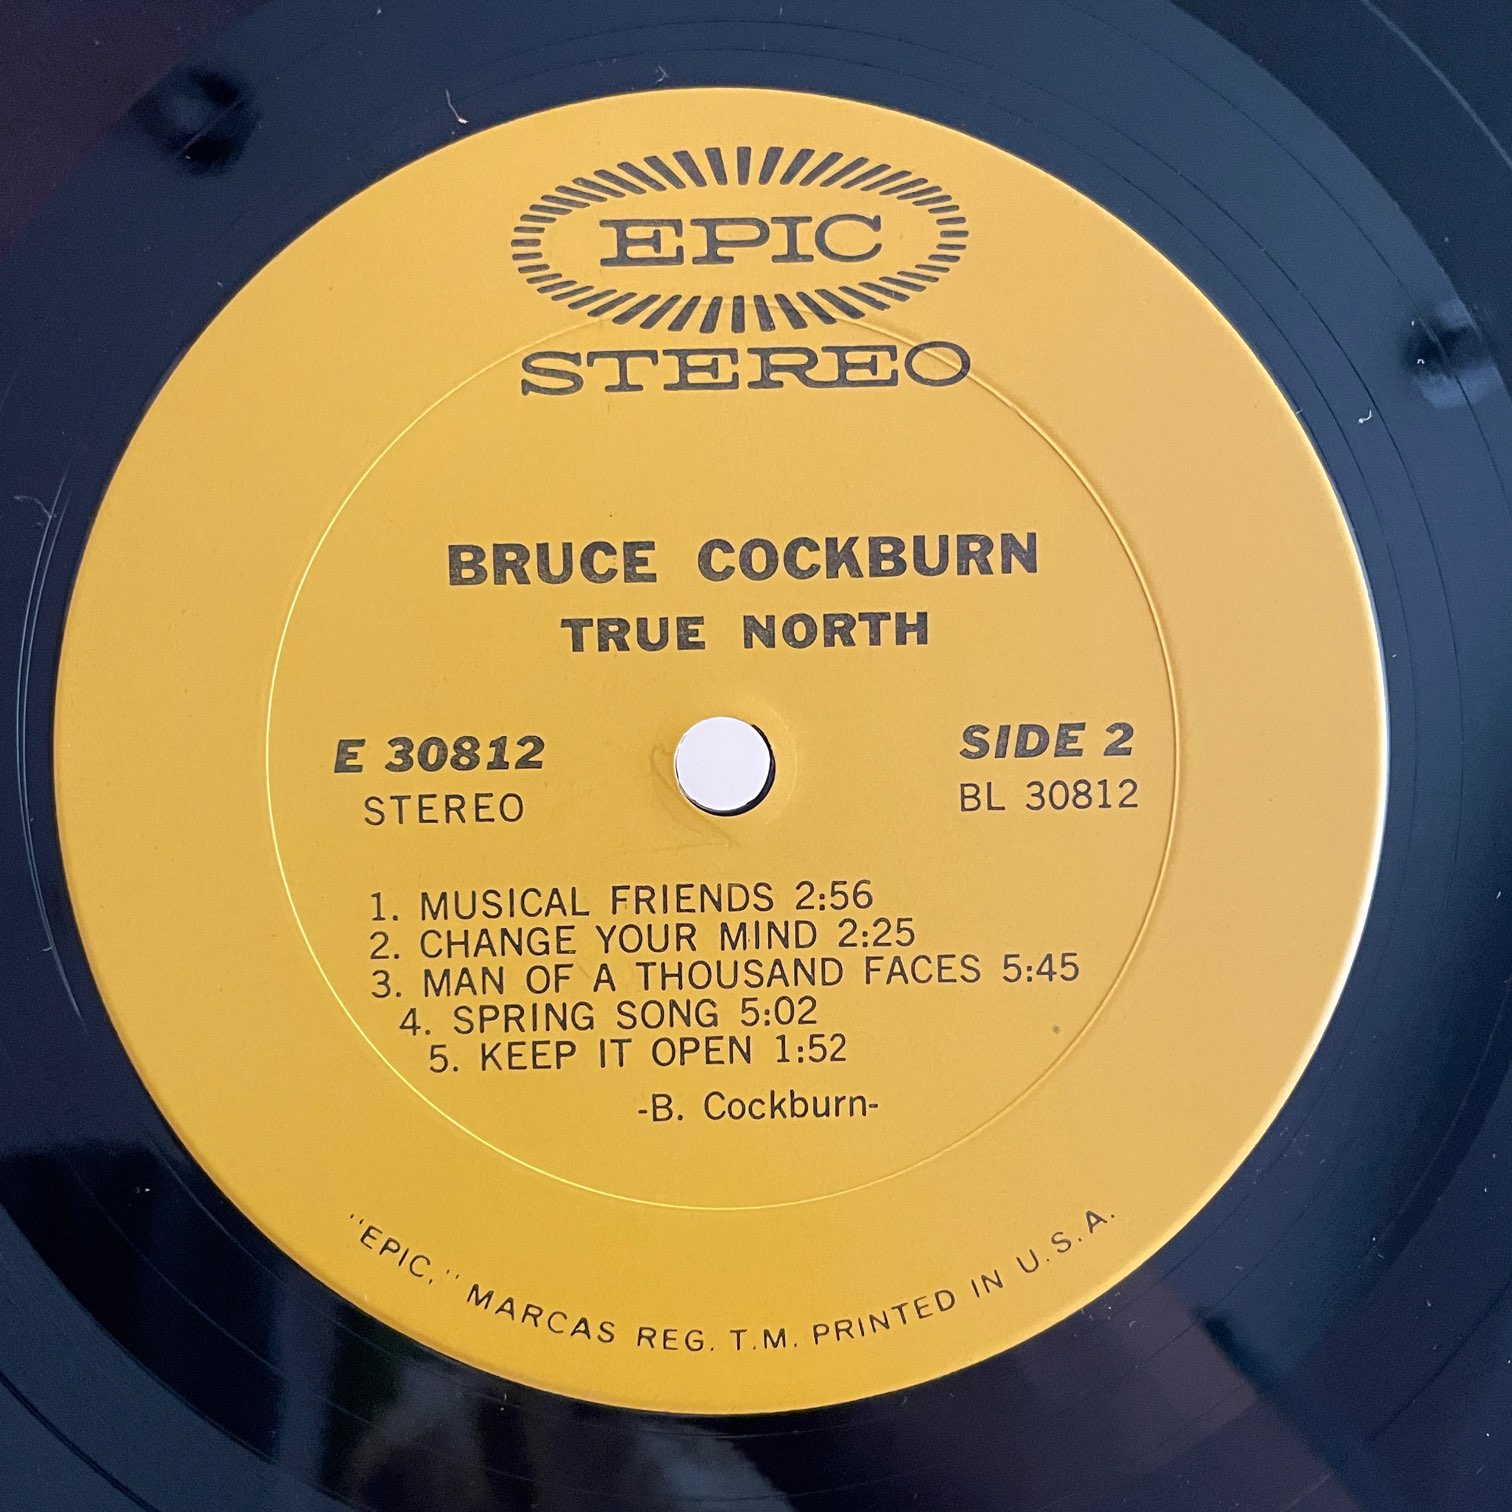 EPIC
STEREO
BRUCE COCKBURN
TRUE NORTH
E 30812
STEREO
SIDE 2
BL 30812
1. MUSICAL FRIENDS 2:56
2. CHANGE YOUR MIND 2:25
3. MAN OF A THOUSAND FACES 5:45
4. SPRING SONG 5:02
5. KEEP IT OPEN 1:52
-B. Cockburn-
"EPIC," MARCAS REG. T.M. PRINTED IN U.S.A.